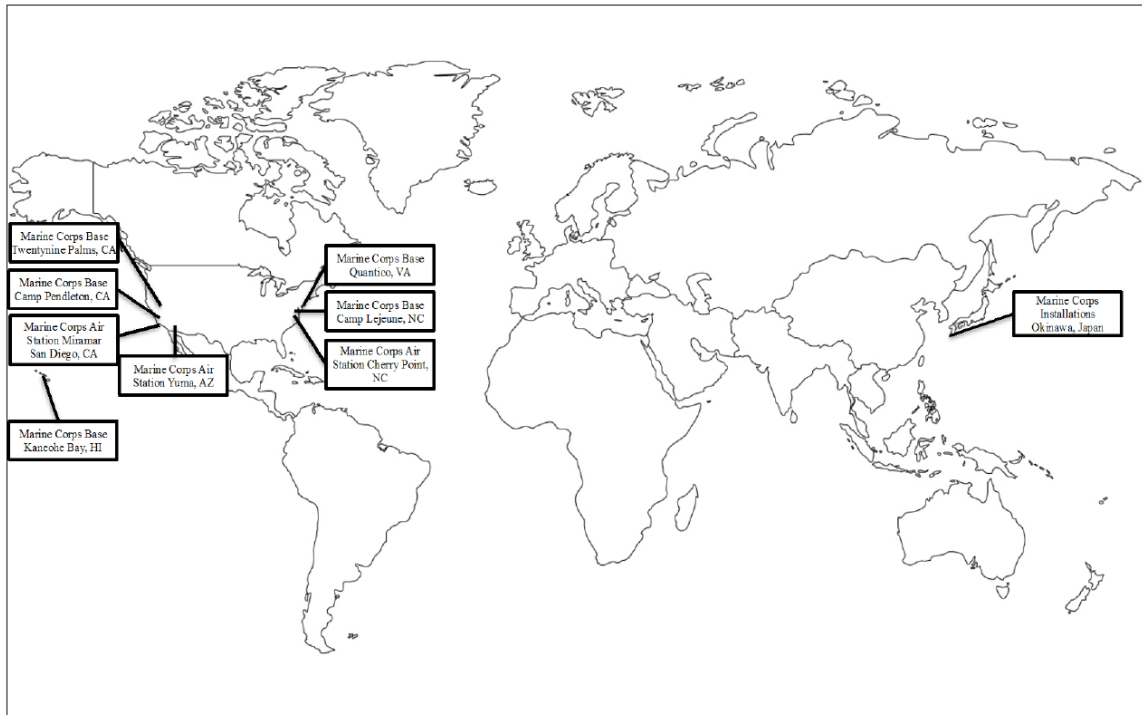 Marine Corps Base
Twentynine Palms, CA
Marine Corps Base
Camp Pendleton, CA
Marine Corps Air
Station Miramar
San Diego, CA
Marine Corps Air
Station Yuma, AZ
Marine Corps Base
Kaneohe Bay, HI
Marine Corps Base
Quantico, VA
Marine Corps Base
Camp Lejeune, NC
Marine Corps Air
Station Cherry Point,
NC
Marine Corps
Installations
Okinawa, Japan